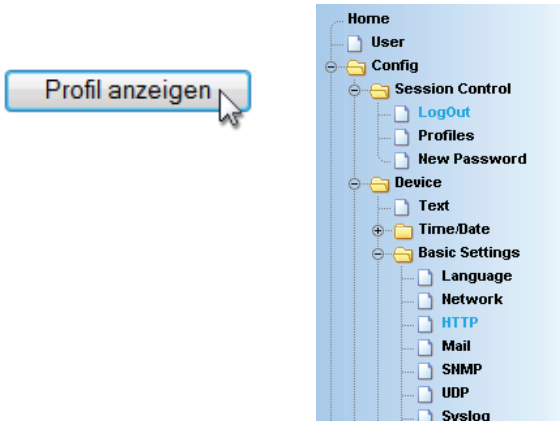 Profil anzeigen
Home
User
Config
Session Control
LogOut
Profiles
New Password
Device
Text
Time/Date
Basic Settings
Language
Network
HTTP
Mail
SNMP
UDP
Syslog